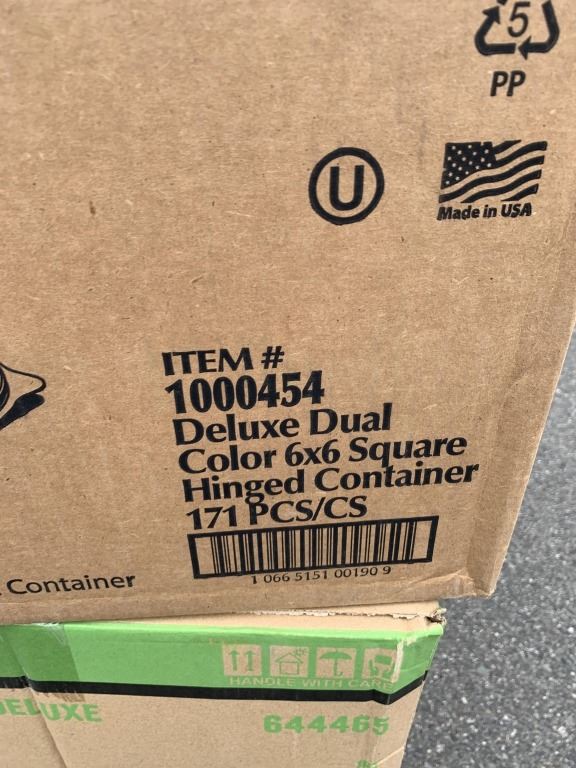 5
PP
U
Made in USA
ITEM #
1000454
Deluxe Dual
Color 6x6 Square
Hinged Container
171 PCS/CS
1 066 5151 00190 9
Container
HANDLE WITH CARE
DELUXE
644465